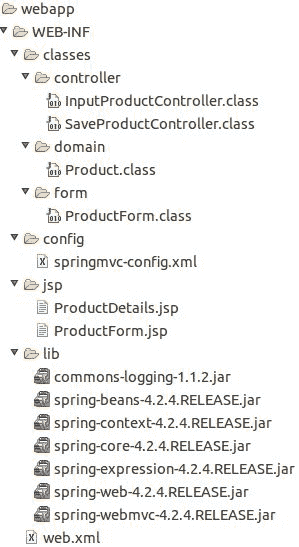 webapp
WEB-INF
classes
controller
InputProductController.class
SaveProductController.class
domain
Product.class
form
ProductForm.class
config
springmvc-config.xml
jsp
ProductDetails.jsp
ProductForm.jsp
lib
commons-logging-1.1.2.jar
spring-beans-4.2.4.RELEASE.jar
spring-context-4.2.4.RELEASE.jar
spring-core-4.2.4.RELEASE.jar
spring-expression-4.2.4.RELEASE.jar
spring-web-4.2.4.RELEASE.jar
spring-webmvc-4.2.4.RELEASE.jar
web.xml